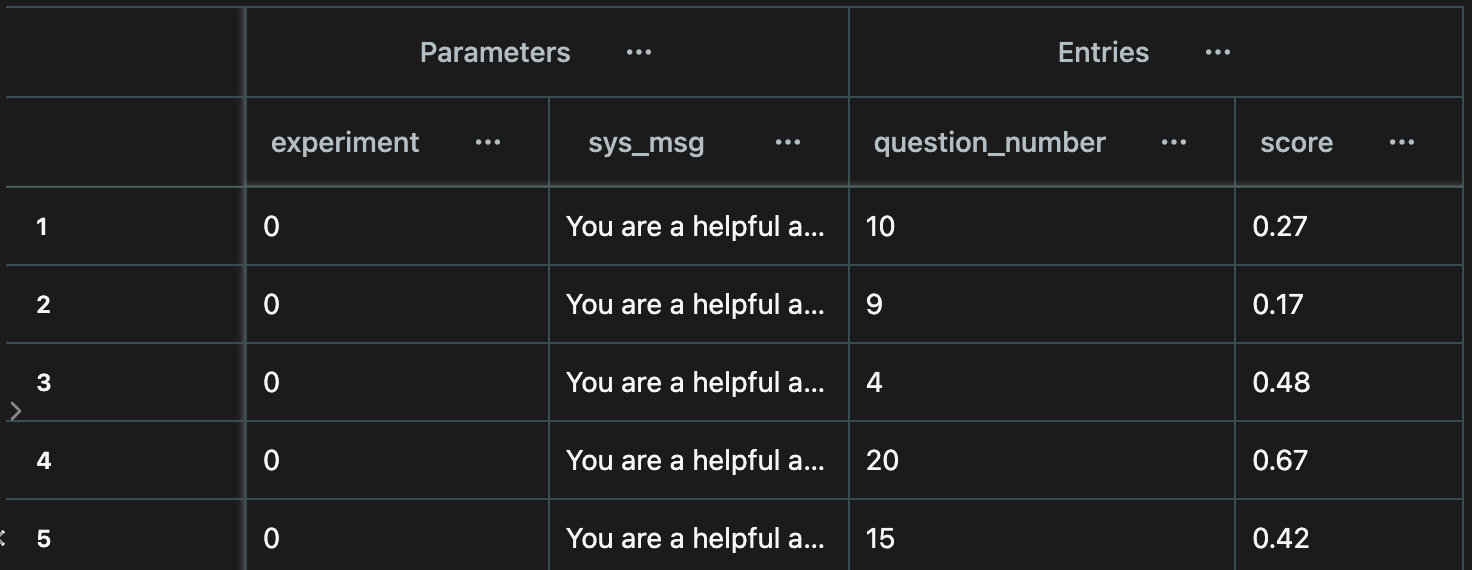 Parameters ... Entries ...
experiment ... sys_msg ... question_number ... score ...
1 0 You are a helpful a... 10 0.27
2 0 You are a helpful a... 9 0.17
3 0 You are a helpful a... 4 0.48
4 0 You are a helpful a... 20 0.67
5 0 You are a helpful a... 15 0.42